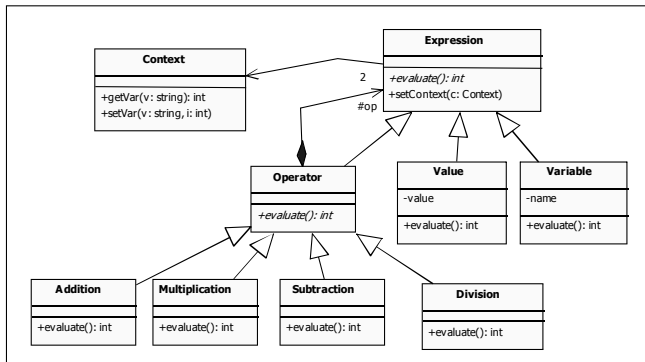 Expression
+evaluate(): int
+setContext(c: Context)
Context
+getVar(v: string): int
+setVar(v: string, i: int)
2
#op
Operator
+evaluate(): int
Value
-value
+evaluate(): int
Variable
-name
+evaluate(): int
Addition
+evaluate(): int
Multiplication
+evaluate(): int
Subtraction
+evaluate(): int
Division
+evaluate(): int